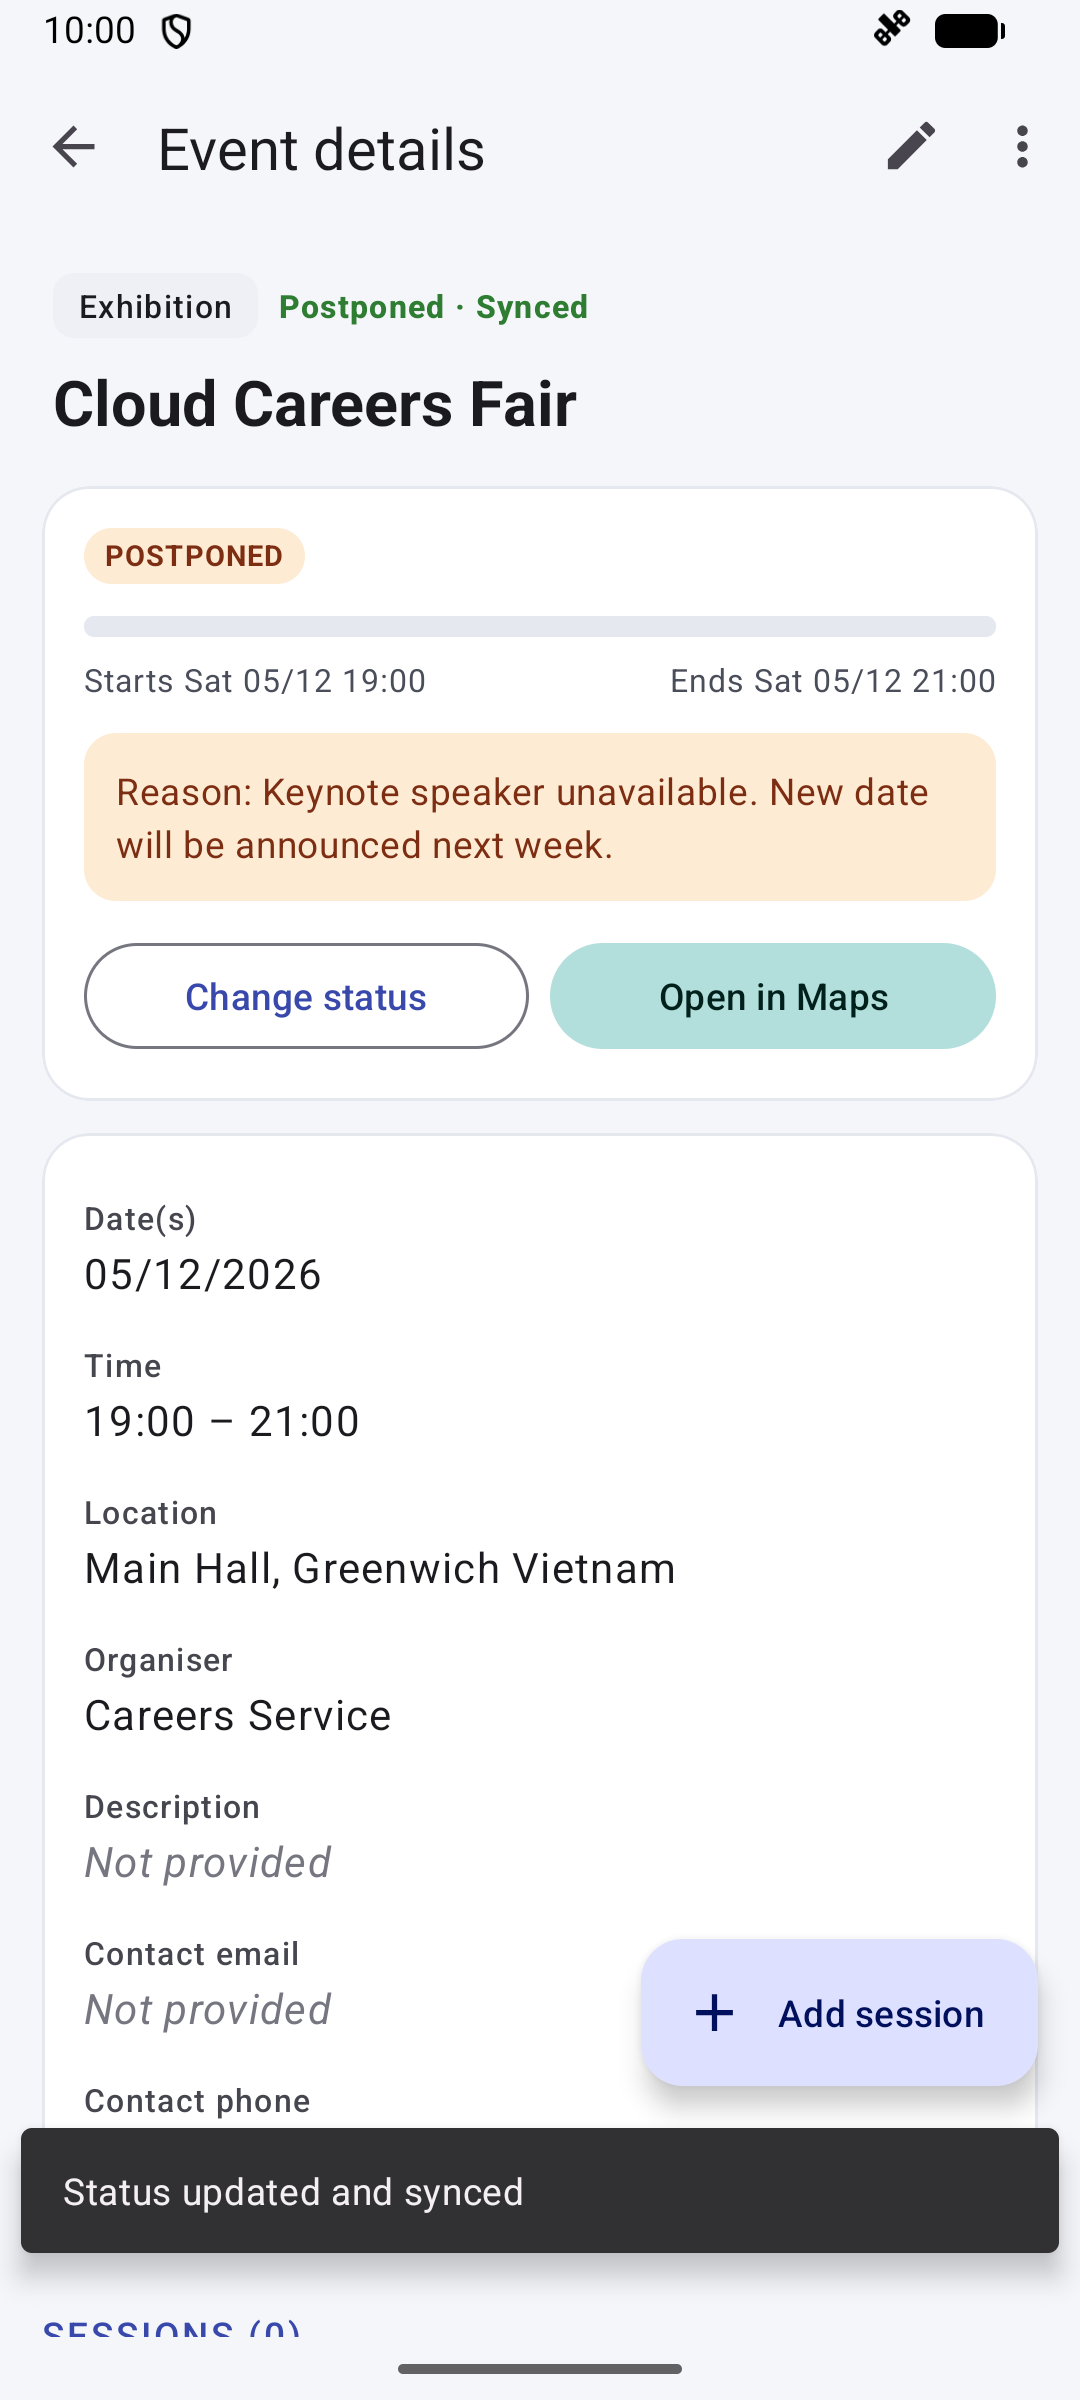 10:00
Event details
Exhibition
Postponed · Synced
Cloud Careers Fair
POSTPONED
Starts Sat 05/12 19:00
Ends Sat 05/12 21:00
Reason: Keynote speaker unavailable. New date
will be announced next week.
Change status
Open in Maps
Date(s)
05/12/2026
Time
19:00 – 21:00
Location
Main Hall, Greenwich Vietnam
Organiser
Careers Service
Description
Not provided
Contact email
Not provided
Add session
Contact phone
Status updated and synced
SESSIONS (0)